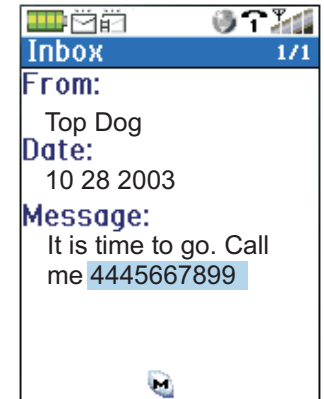 Inbox 1/1
From:
Top Dog
Date:
10 28 2003
Message:
It is time to go. Call
me 4445667899
M